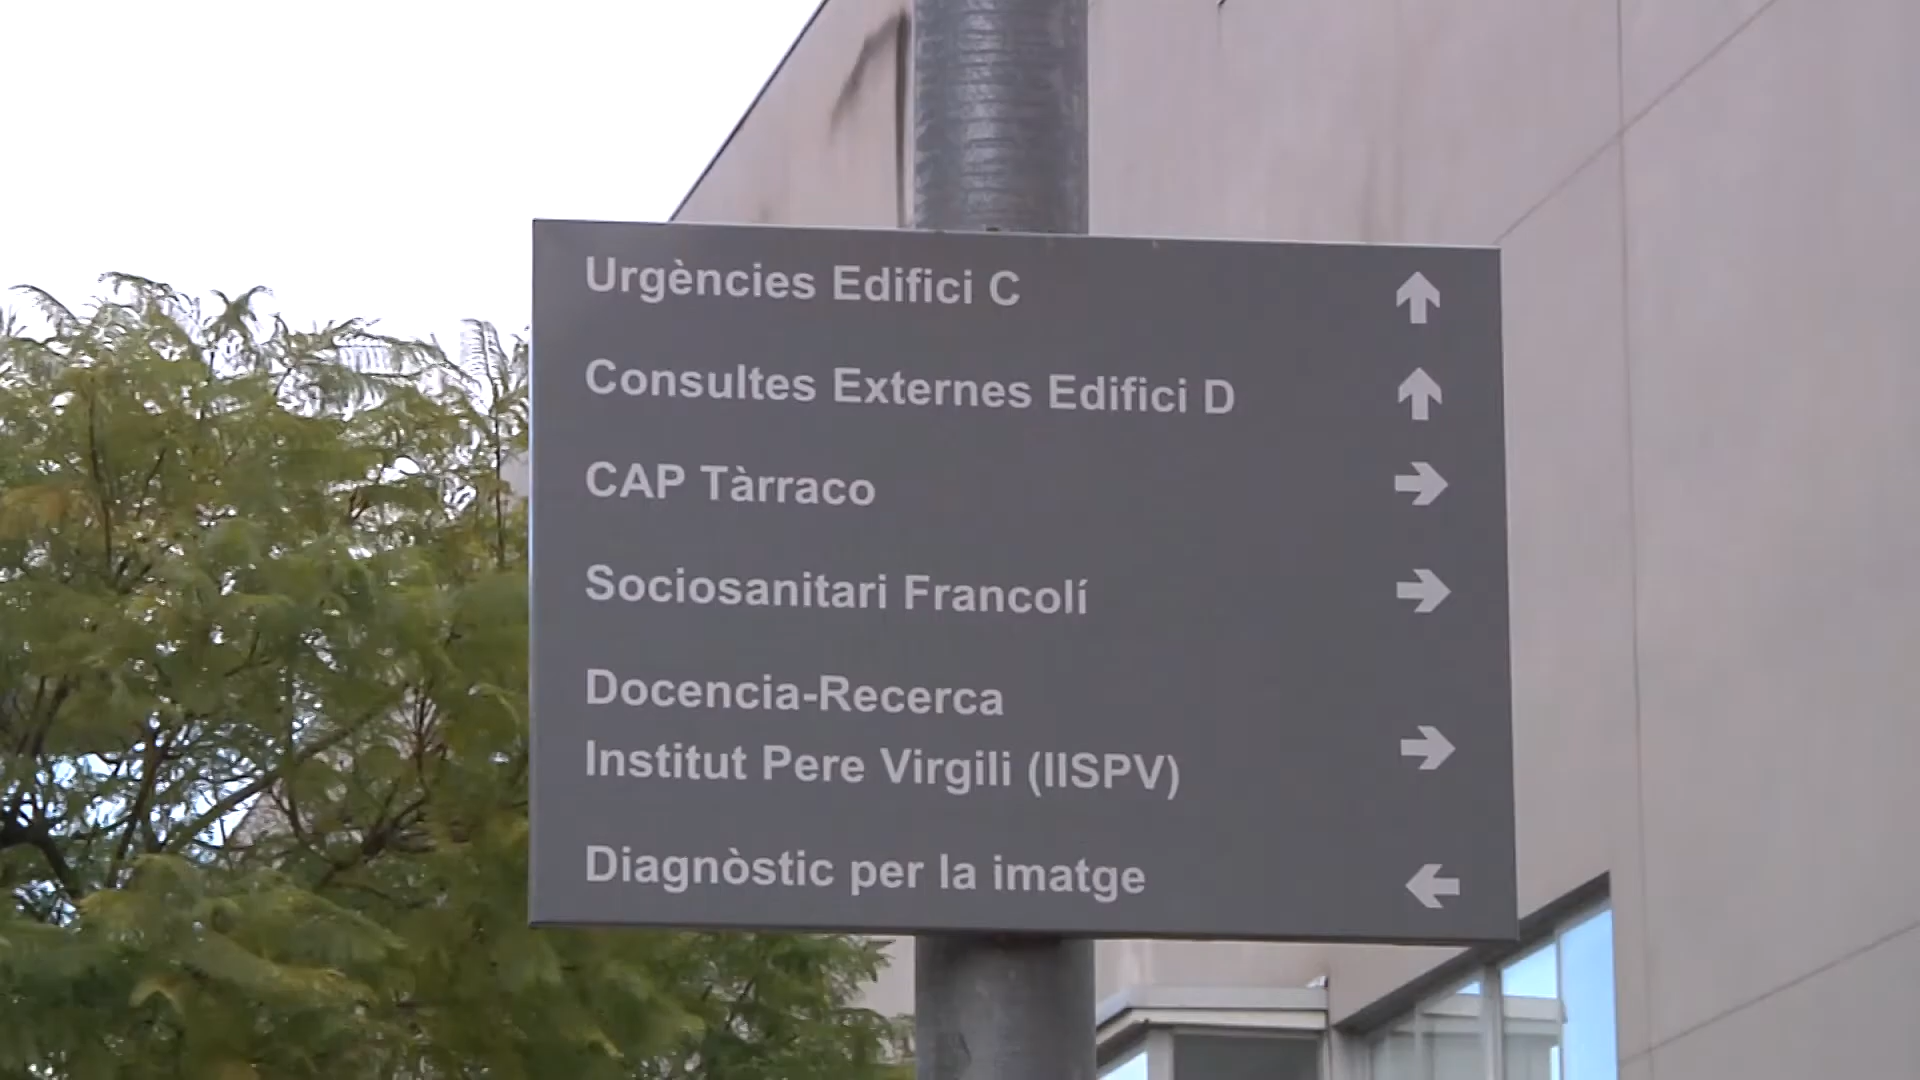 Urgències Edifici C
Consultes Externes Edifici D
CAP Tàrraco
Sociosanitari Francolí
Docencia-Recerca
Institut Pere Virgili (IISPV)
Diagnòstic per la imatge